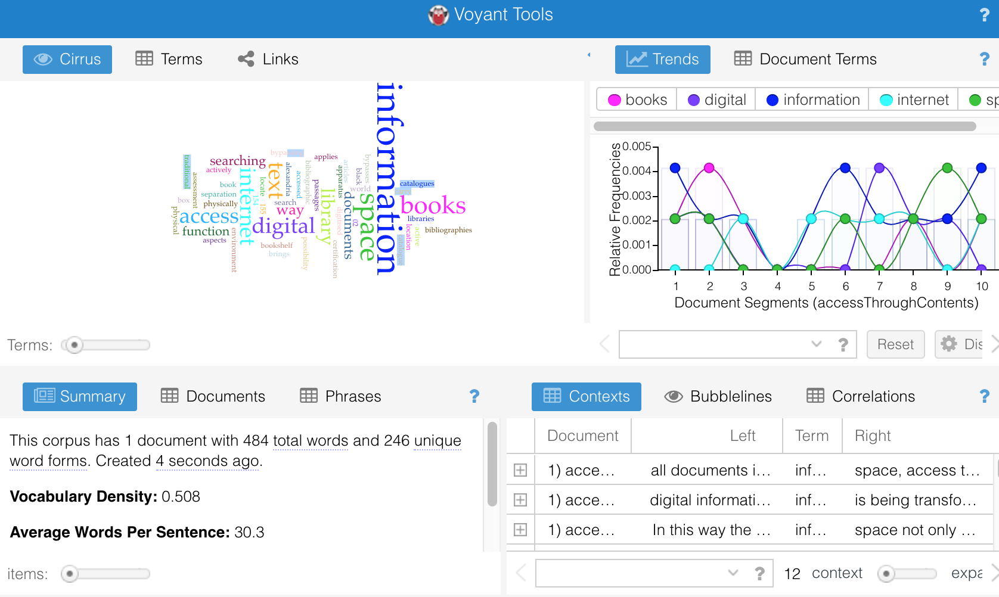 Voyant Tools
?
Cirrus
Terms
Links
Trends
Document Terms
?
information
searching
actively
traditional
assessment
box
book
separation
physically
physical
access
function
aspects
environment
internet
154
155
locate
text
alexandria
accessed
search
way
digital
bookshelf
brings
possibility
bibliographic
passages
applies
library
articles
apparatus
digitised
certification
documents
02
black
world
bypasses
space
catalogues
books
libraries
location
active
catalogue
bibliographies
books
digital
information
internet
sp
Relative Frequencies
0.005
0.004
0.003
0.002
0.001
0.000
1 2 3 4 5 6 7 8 9 10
Document Segments (accessThroughContents)
Terms:
?
Reset
Dis
Summary
Documents
Phrases
?
Contexts
Bubblelines
Correlations
?
This corpus has 1 document with 484 total words and 246 unique
word forms. Created 4 seconds ago.
Vocabulary Density: 0.508
Average Words Per Sentence: 30.3
items:
Document Left Term Right
1) acce… all documents i… inf… space, access t…
1) acce… digital informati… inf… is being transfo…
1) acce… In this way the … inf… space not only …
? 12 context expa